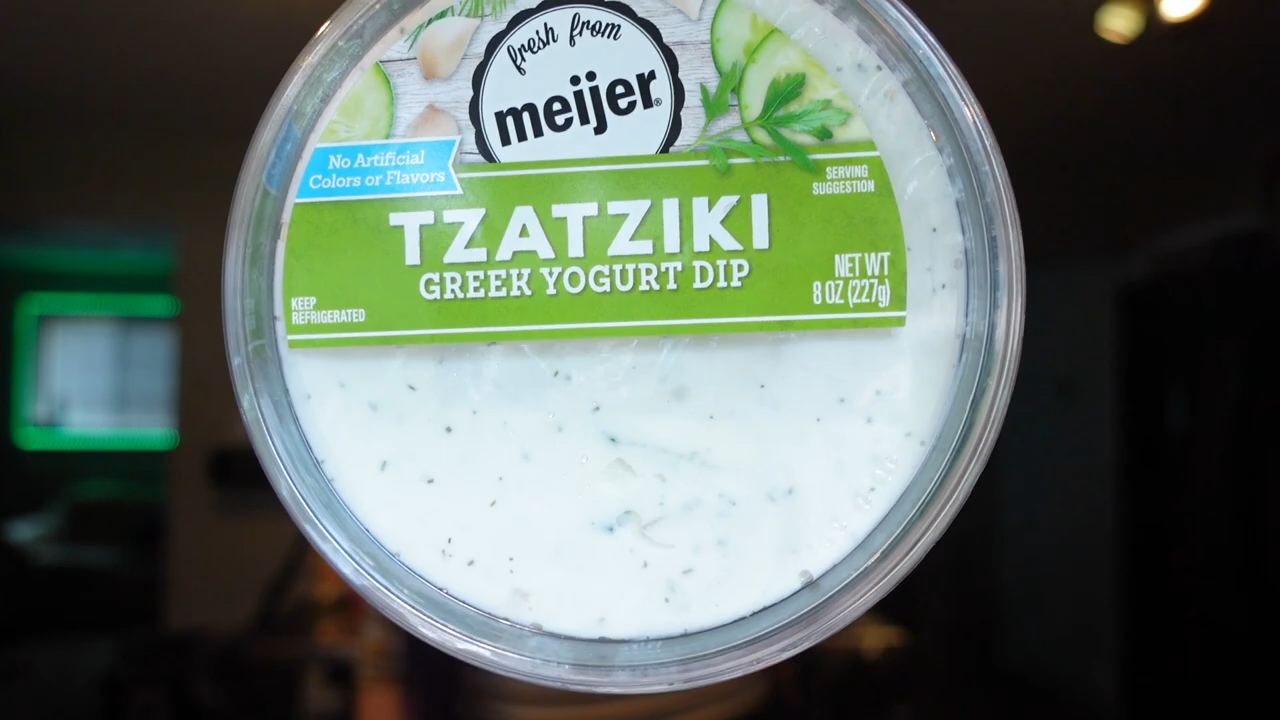 fresh from
meijer®
No Artificial
Colors or Flavors
SERVING
SUGGESTION
TZATZIKI
GREEK YOGURT DIP
NET WT
8 OZ (227g)
KEEP
REFRIGERATED